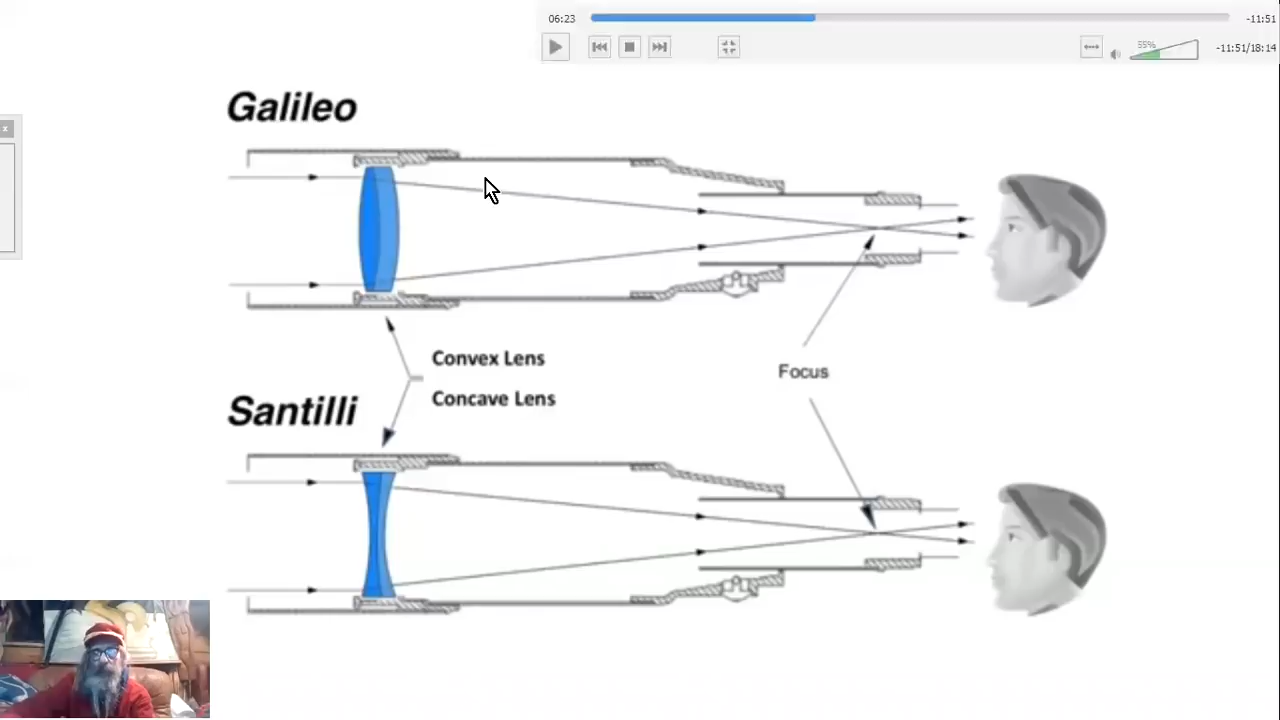 06:23
-11:51
55%
-11:51/18:14
x
Galileo
Convex Lens
Focus
Concave Lens
Santilli